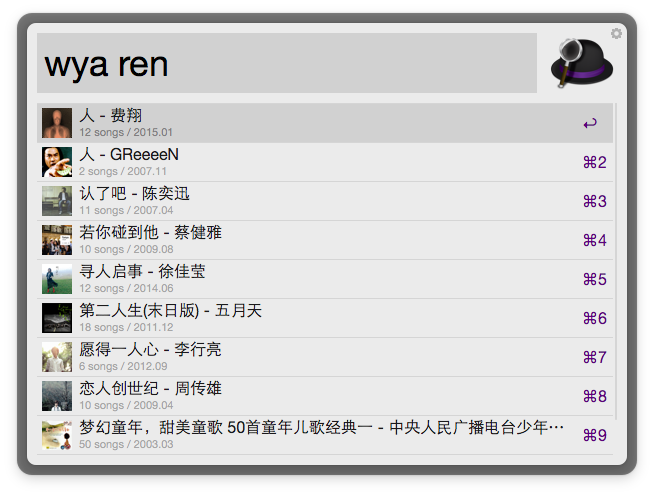 wya ren
人 - 费翔
12 songs / 2015.01
↩
人 - GReeeeN
2 songs / 2007.11
⌘2
认了吧 - 陈奕迅
11 songs / 2007.04
⌘3
若你碰到他 - 蔡健雅
10 songs / 2009.08
⌘4
寻人启事 - 徐佳莹
12 songs / 2014.06
⌘5
第二人生(末日版) - 五月天
18 songs / 2011.12
⌘6
愿得一人心 - 李行亮
6 songs / 2012.09
⌘7
恋人创世纪 - 周传雄
10 songs / 2009.04
⌘8
梦幻童年，甜美童歌 50首童年儿歌经典一 - 中央人民广播电台少年…
50 songs / 2003.03
⌘9